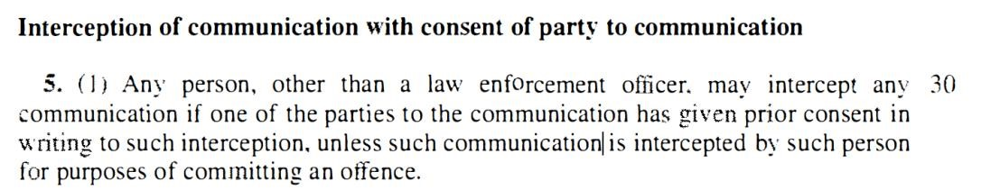 Interception of communication with consent of party to communication
5. (1) Any person, other than a law enforcement officer, may intercept any 30
communication if one of the parties to the communication has given prior consent in
writing to such interception, unless such communication is intercepted by such person
for purposes of committing an offence.